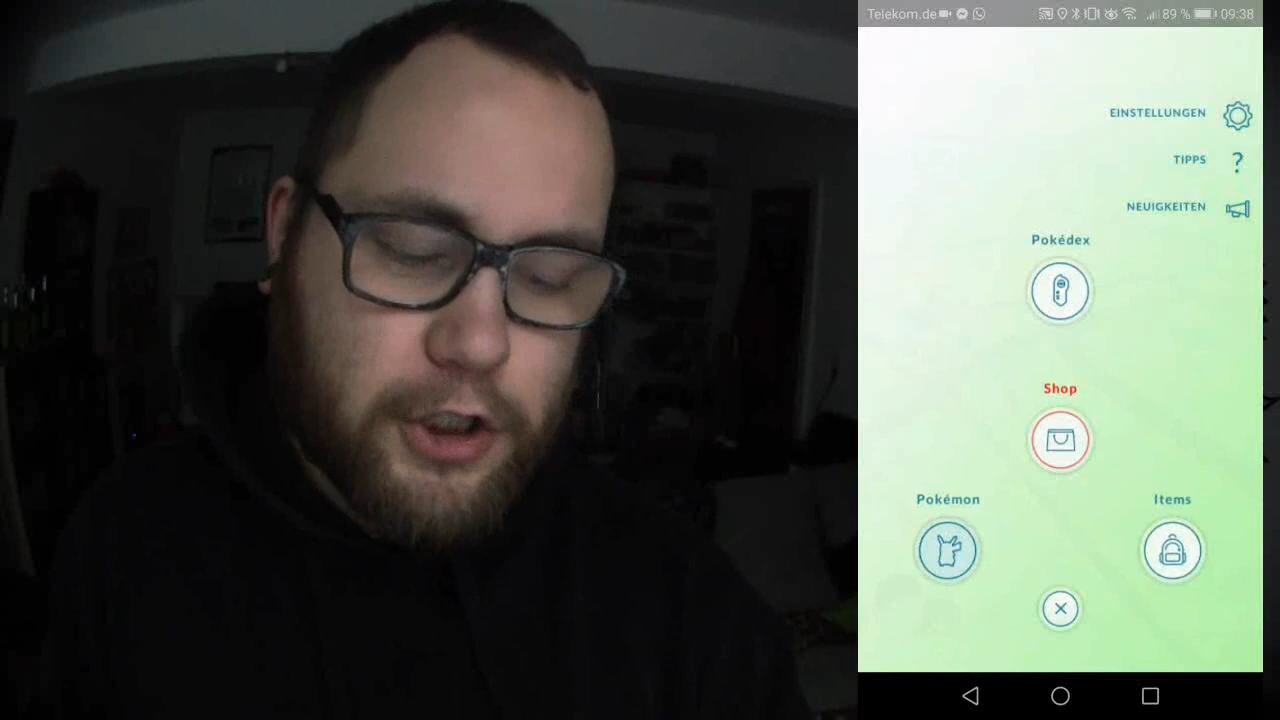 Telekom.de 89 % 09:38
EINSTELLUNGEN
TIPPS ?
NEUIGKEITEN
Pokédex
Shop
Pokémon
Items